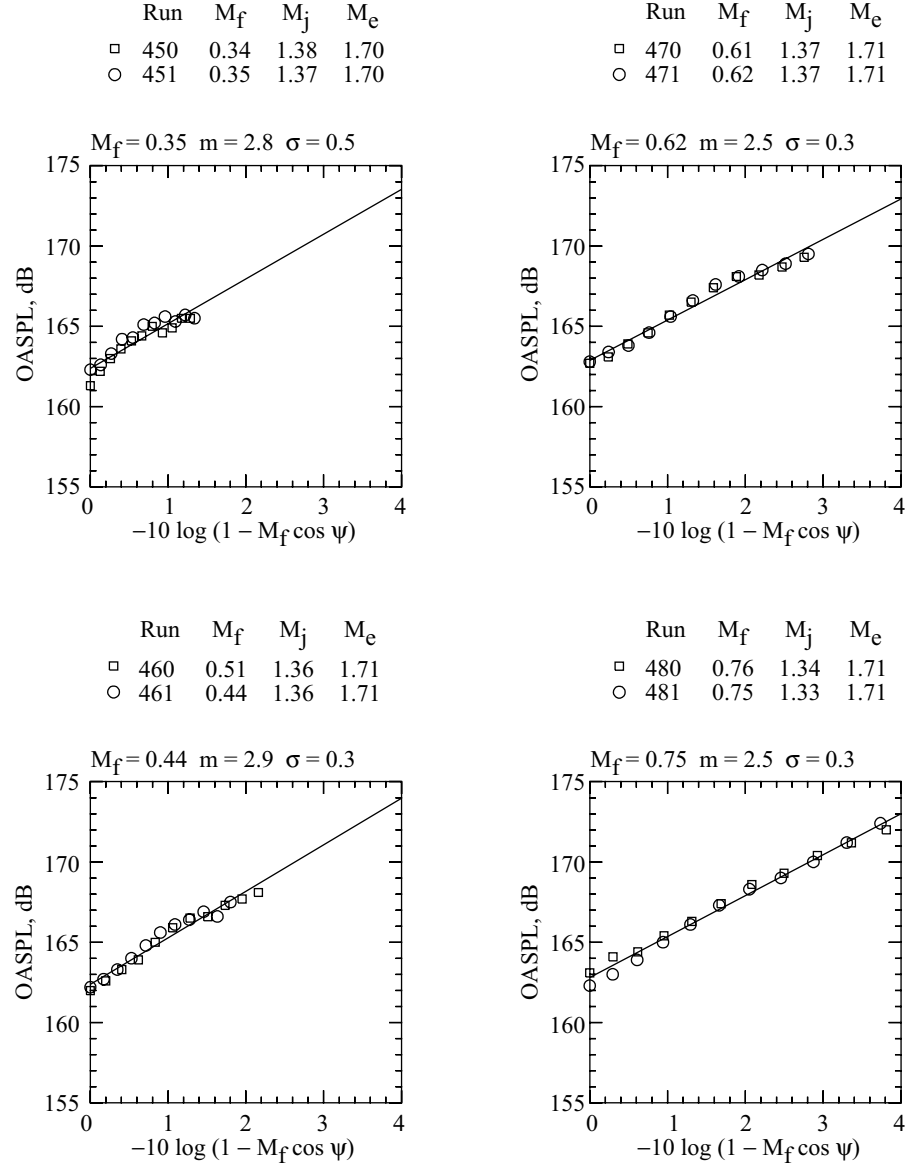 Run M_f M_j M_e
□ 450 0.34 1.38 1.70
○ 451 0.35 1.37 1.70
M_f = 0.35 m = 2.8 σ = 0.5
175
170
165
160
155
OASPL, dB
0 1 2 3 4
−10 log (1 − M_f cos ψ)
Run M_f M_j M_e
□ 470 0.61 1.37 1.71
○ 471 0.62 1.37 1.71
M_f = 0.62 m = 2.5 σ = 0.3
175
170
165
160
155
OASPL, dB
0 1 2 3 4
−10 log (1 − M_f cos ψ)
Run M_f M_j M_e
□ 460 0.51 1.36 1.71
○ 461 0.44 1.36 1.71
M_f = 0.44 m = 2.9 σ = 0.3
175
170
165
160
155
OASPL, dB
0 1 2 3 4
−10 log (1 − M_f cos ψ)
Run M_f M_j M_e
□ 480 0.76 1.34 1.71
○ 481 0.75 1.33 1.71
M_f = 0.75 m = 2.5 σ = 0.3
175
170
165
160
155
OASPL, dB
0 1 2 3 4
−10 log (1 − M_f cos ψ)